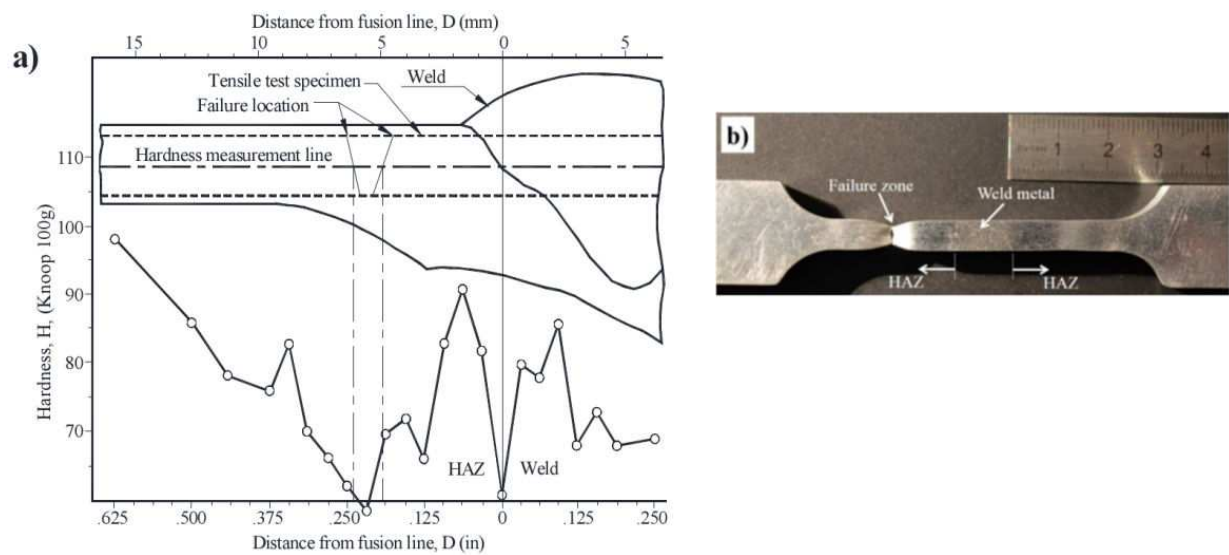 Distance from fusion line, D (mm)
15 10 5 0 5
a)
Tensile test specimen
Weld
Failure location
Hardness measurement line
Hardness, H, (Knoop 100g)
110
100
90
80
70
HAZ Weld
.625 .500 .375 .250 .125 0 .125 .250
Distance from fusion line, D (in)
b)
1 2 3 4
Failure zone
Weld metal
HAZ
HAZ